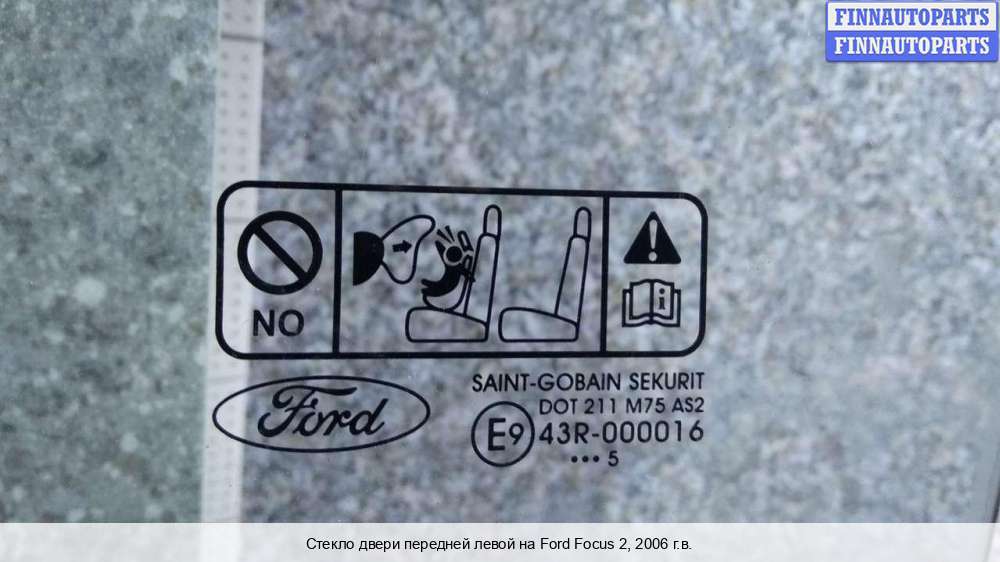 FINNAUTOPARTS
FINNAUTOPARTS
NO
i
Ford
SAINT-GOBAIN SEKURIT
DOT 211 M75 AS2
E9 43R-000016
••• 5
Стекло двери передней левой на Ford Focus 2, 2006 г.в.